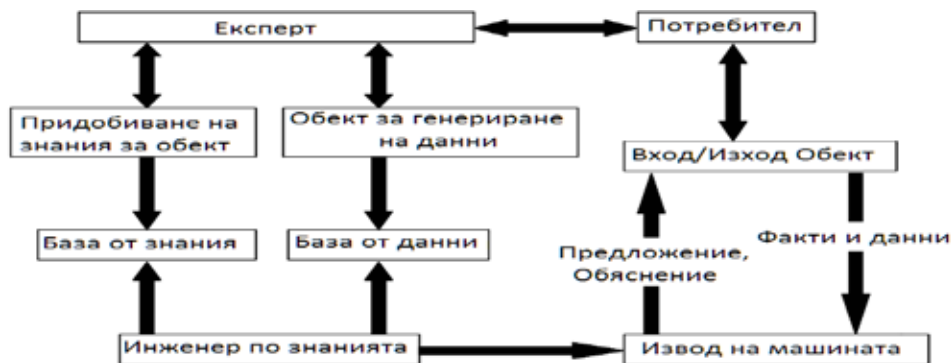 Експерт
Потребител
Придобиване на
знания за обект
Обект за генериране
на данни
Вход/Изход Обект
База от знания
База от данни
Предложение,
Обяснение
Факти и данни
Инженер по знанията
Извод на машината